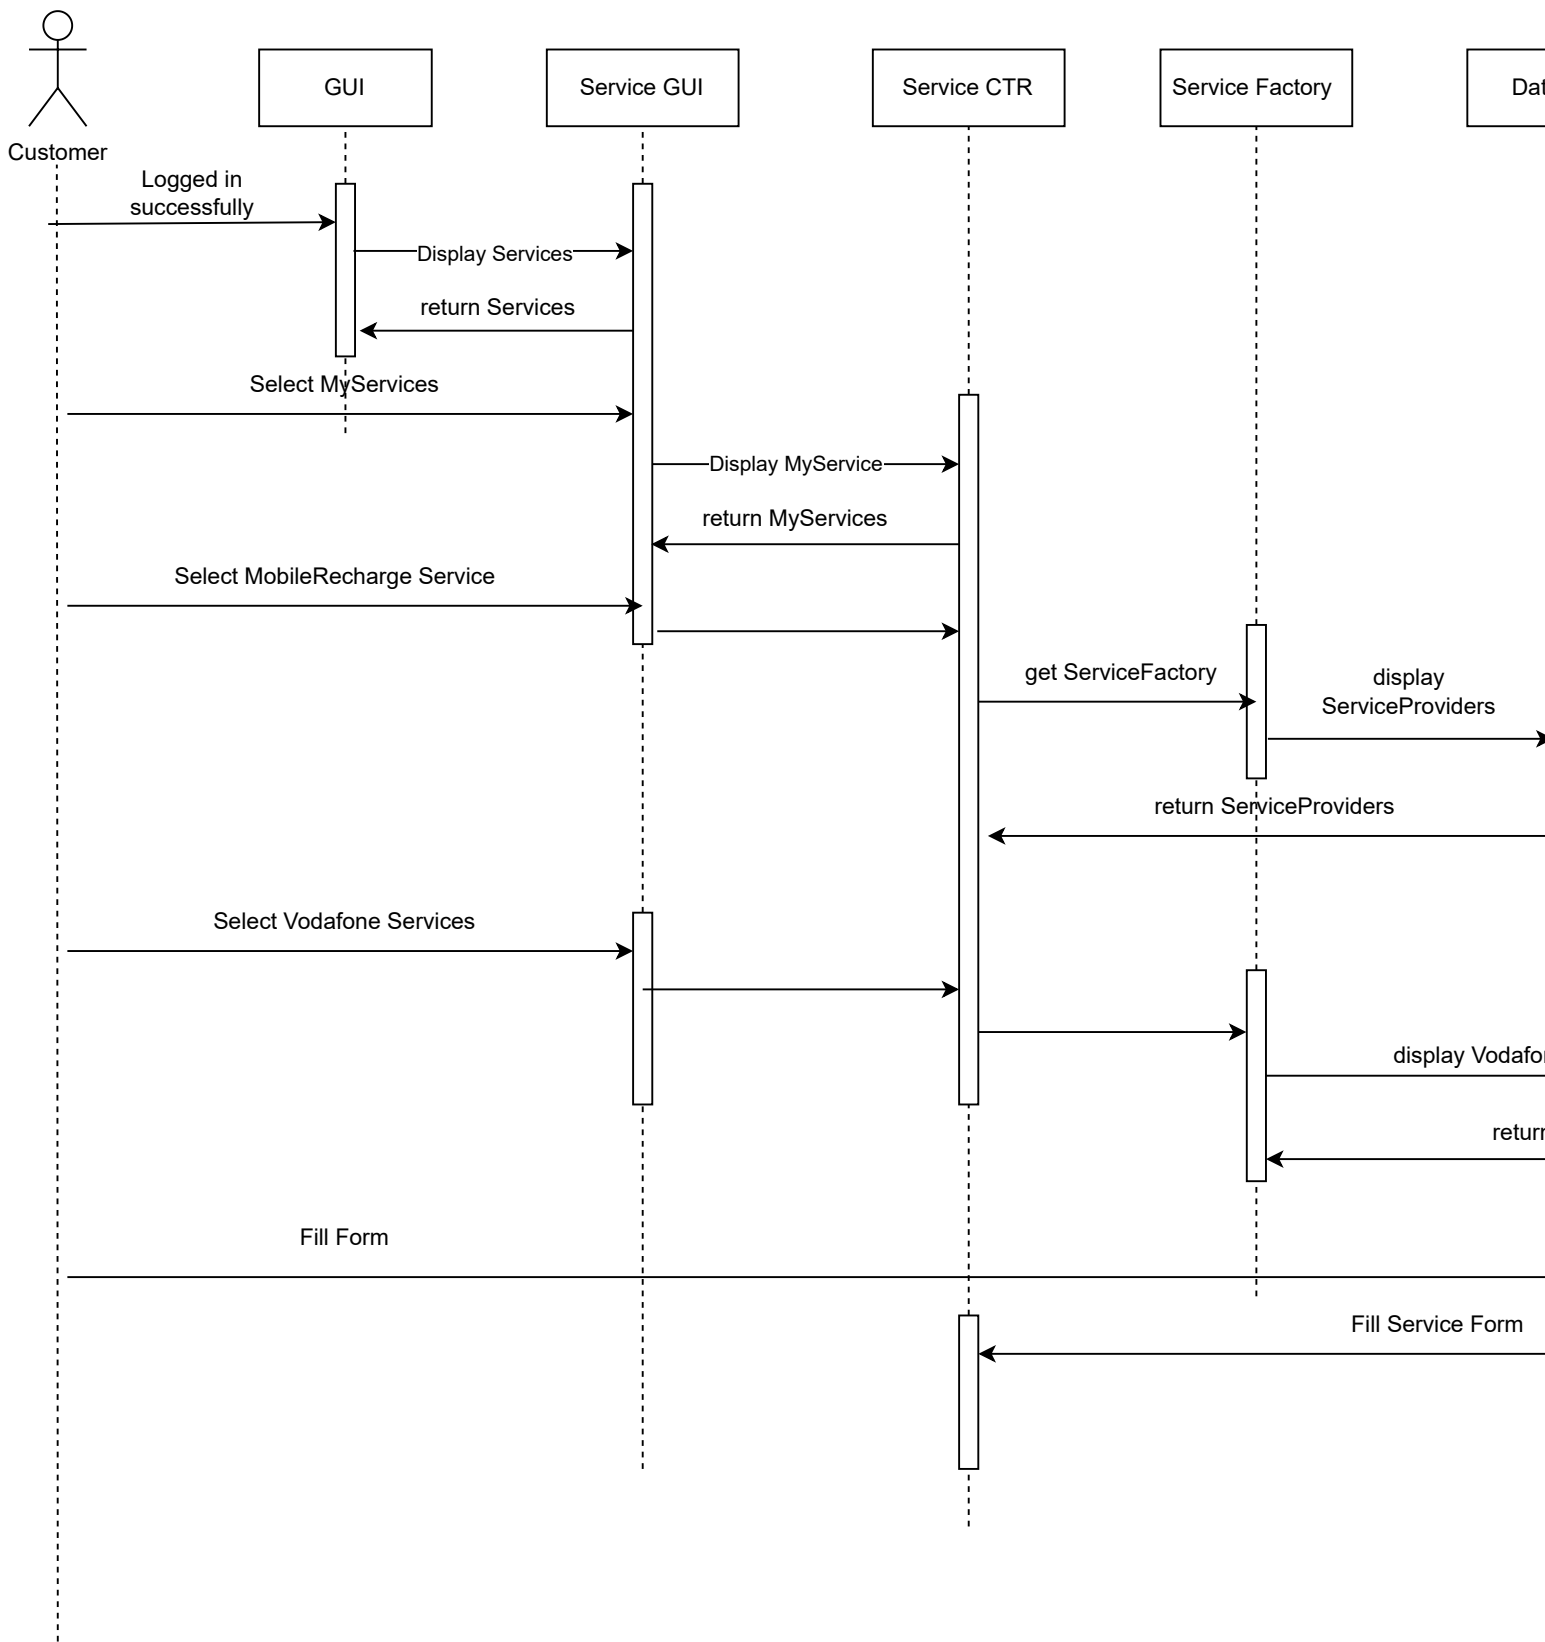 GUI
Service GUI
Service CTR
Service Factory
Customer
Logged in
successfully
Display Services
return Services
Select MyServices
Display MyService
return MyServices
Select MobileRecharge Service
get ServiceFactory
display
ServiceProviders
return ServiceProviders
Select Vodafone Services
display
return
Fill Form
Fill Service Form